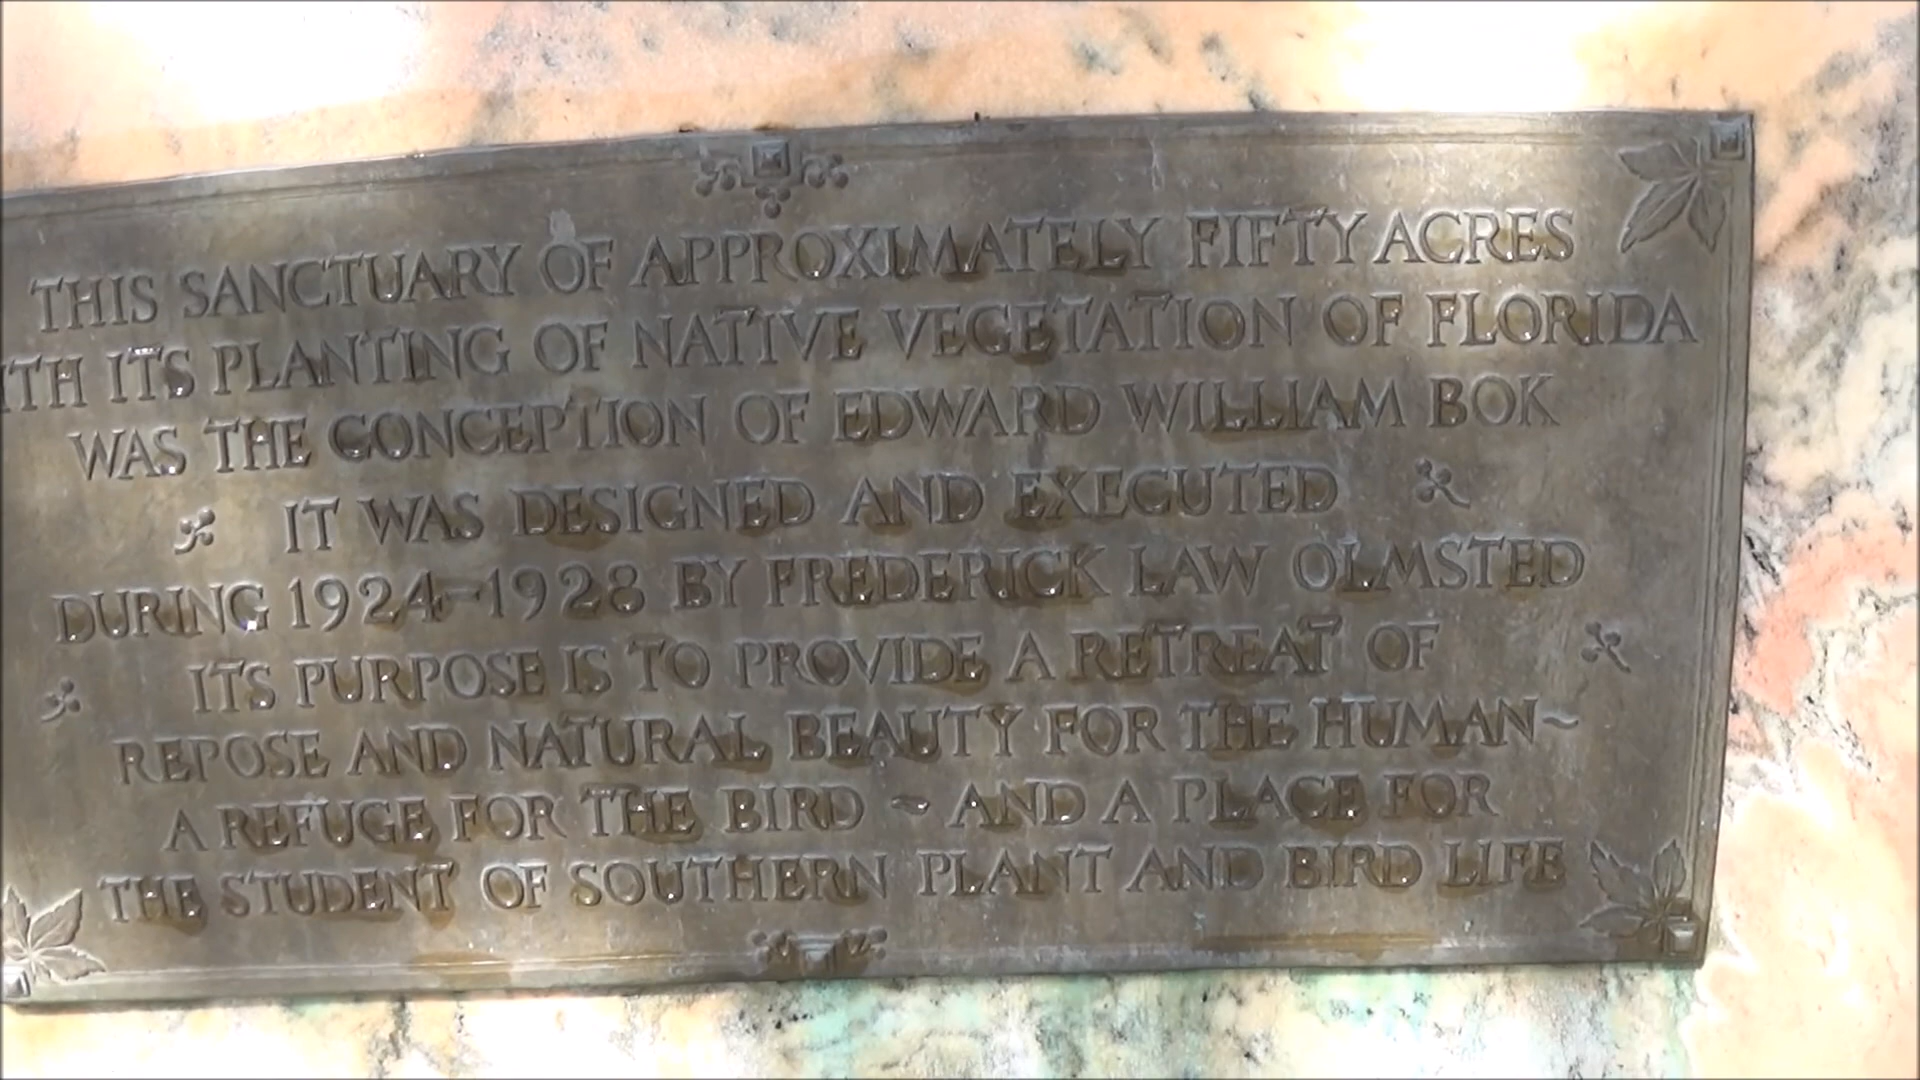 THIS SANCTUARY OF APPROXIMATELY FIFTY ACRES
ITH ITS PLANTING OF NATIVE VEGETATION OF FLORIDA
WAS THE CONCEPTION OF EDWARD WILLIAM BOK
IT WAS DESIGNED AND EXECUTED
DURING 1924-1928 BY FREDERICK LAW OLMSTED
ITS PURPOSE IS TO PROVIDE A RETREAT OF
REPOSE AND NATURAL BEAUTY FOR THE HUMAN~
A REFUGE FOR THE BIRD ~ AND A PLACE FOR
THE STUDENT OF SOUTHERN PLANT AND BIRD LIFE